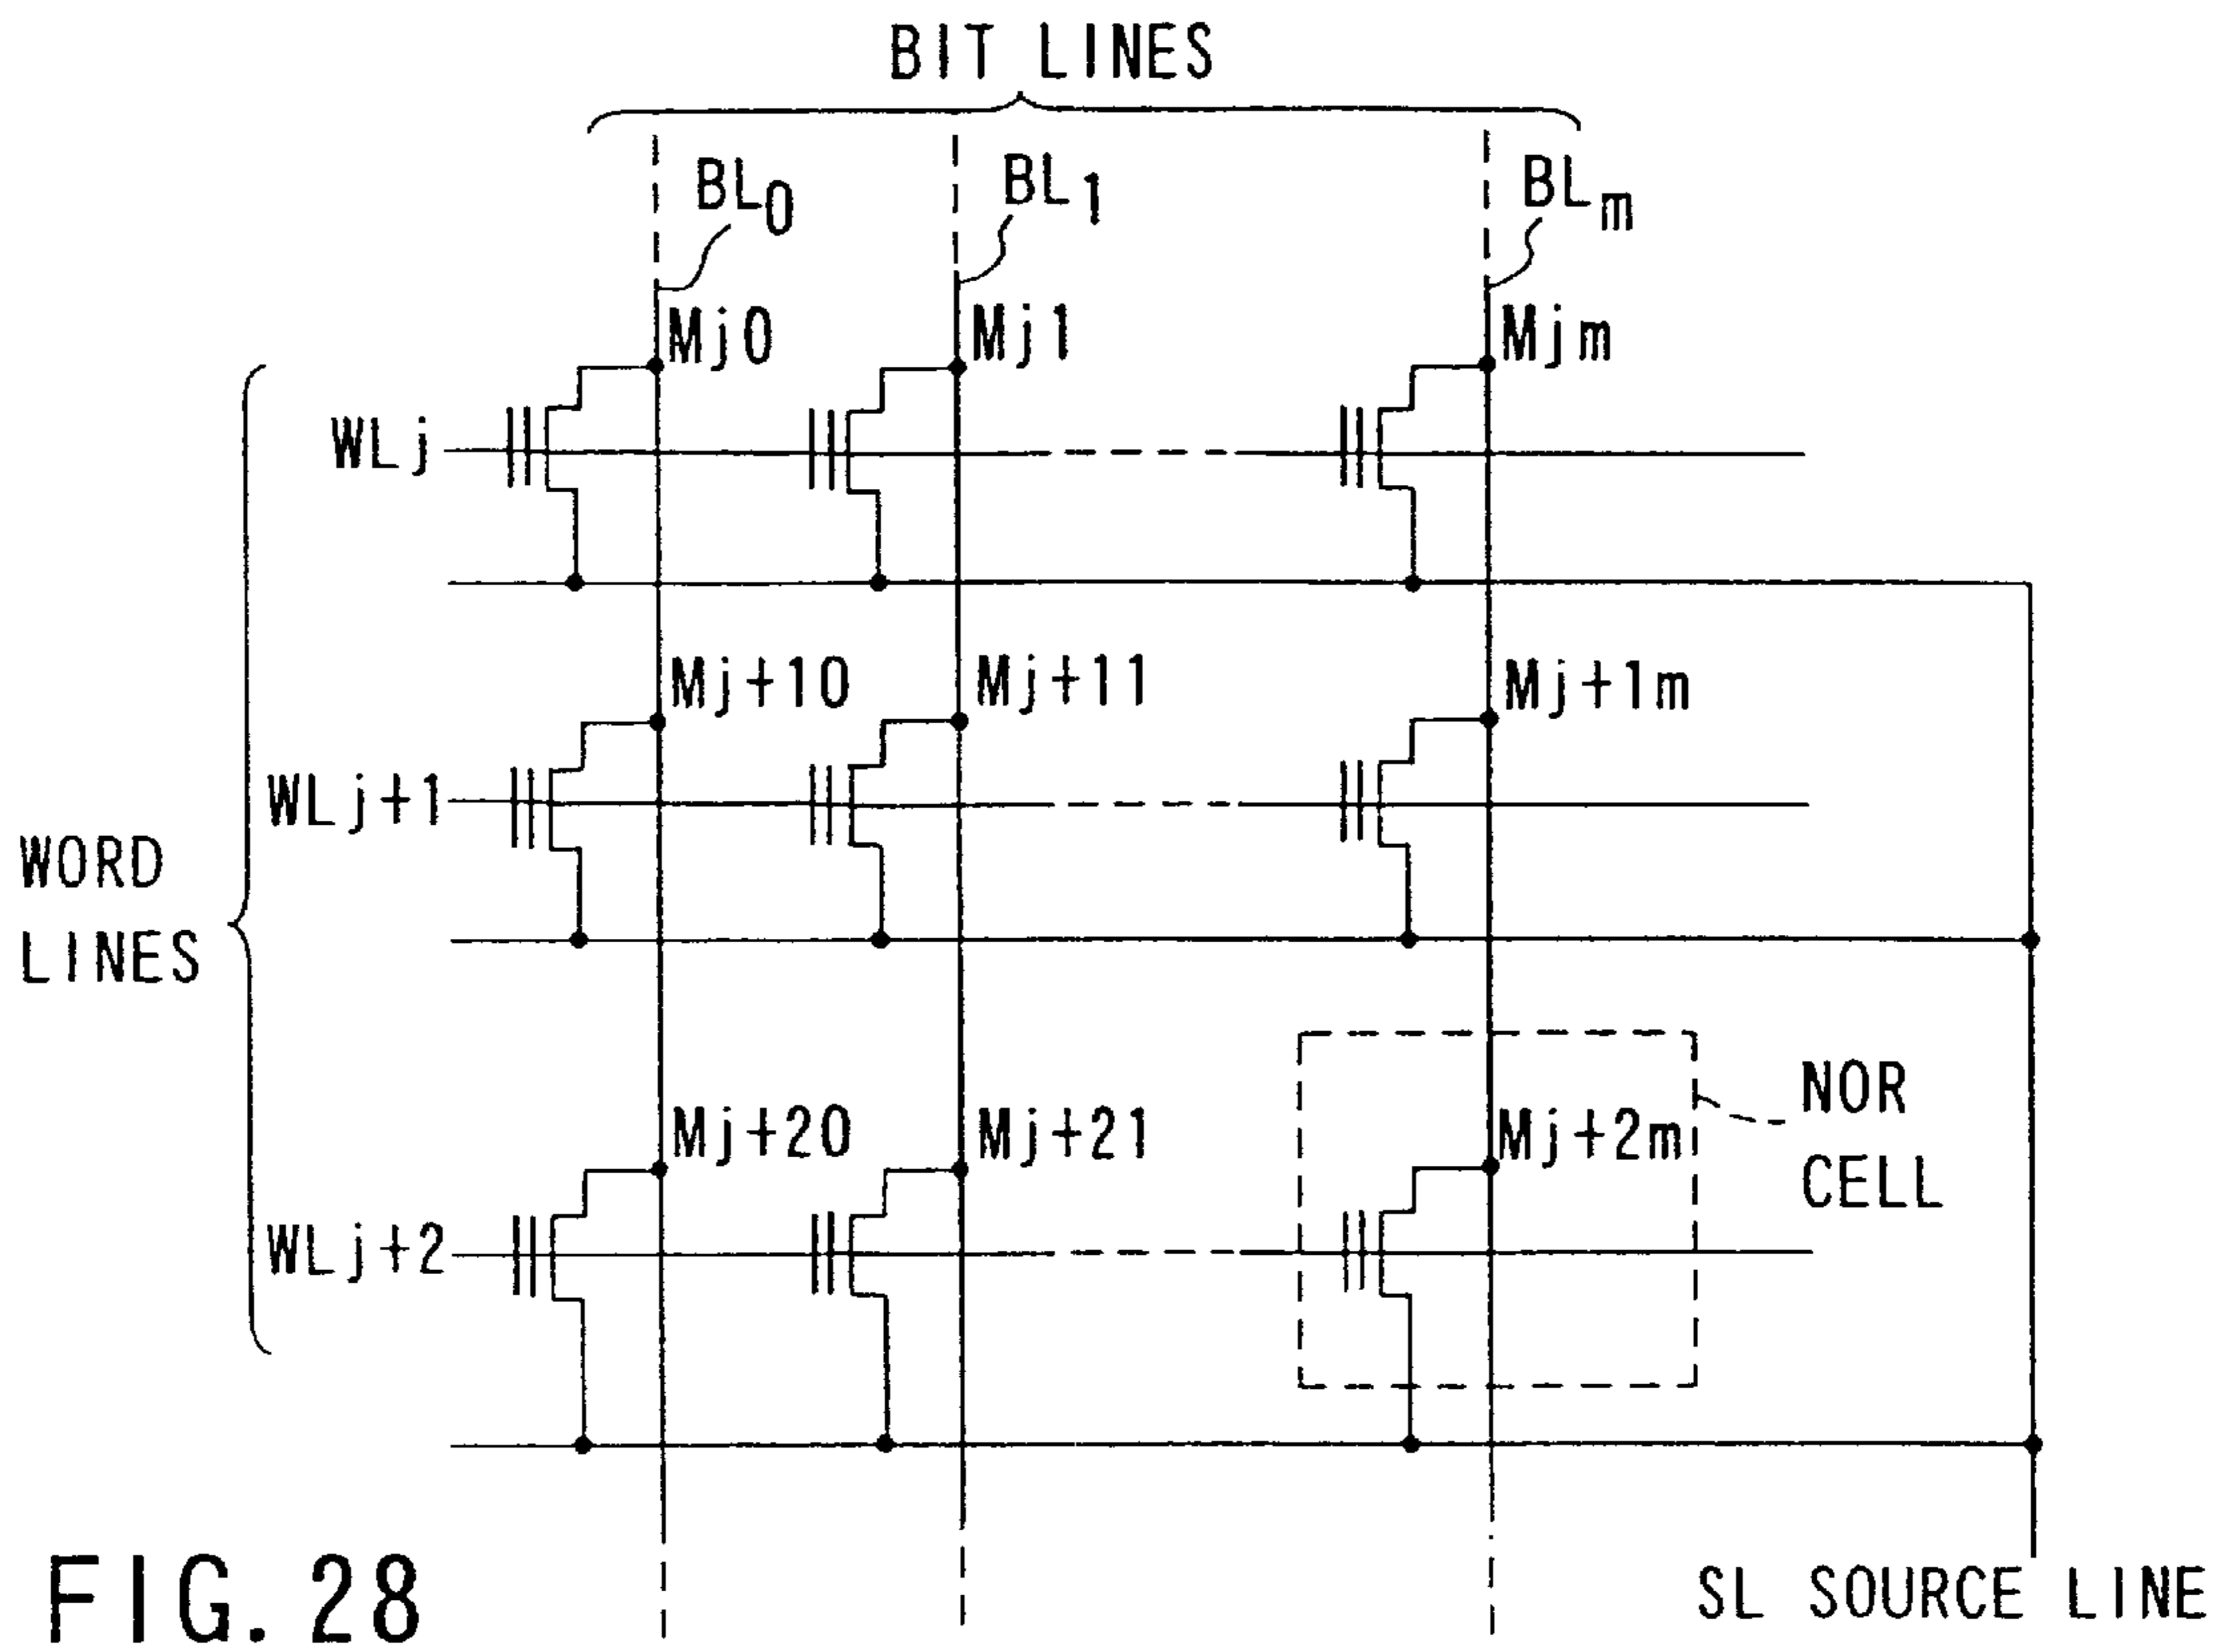 BIT LINES
BL0 BL1 BLm
Mj0 Mj1 Mjm
WLj
Mj+10 Mj+11 Mj+1m
WLj+1
WORD
LINES
Mj+20 Mj+21 Mj+2m
NOR
CELL
WLj+2
SL SOURCE LINE
FIG. 28